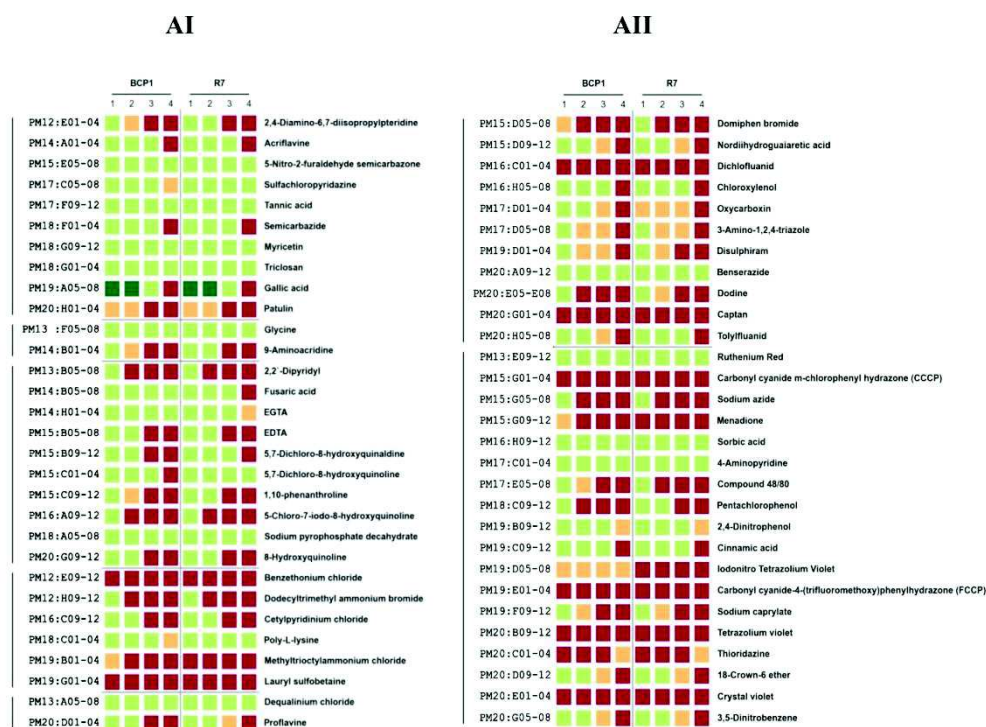 AI
BCP1 R7
1 2 3 4 1 2 3 4
PM12:E01-04 2,4-Diamino-6,7-diisopropylpteridine
PM14:A01-04 Acriflavine
PM15:E05-08 5-Nitro-2-furaldehyde semicarbazone
PM17:C05-08 Sulfachloropyridazine
PM17:F09-12 Tannic acid
PM18:F01-04 Semicarbazide
PM18:G09-12 Myricetin
PM18:G01-04 Triclosan
PM19:A05-08 Gallic acid
PM20:H01-04 Patulin
PM13 :F05-08 Glycine
PM14:B01-04 9-Aminoacridine
PM13:B05-08 2,2`-Dipyridyl
PM14:B05-08 Fusaric acid
PM14:H01-04 EGTA
PM15:B05-08 EDTA
PM15:B09-12 5,7-Dichloro-8-hydroxyquinaldine
PM15:C01-04 5,7-Dichloro-8-hydroxyquinoline
PM15:C09-12 1,10-phenanthroline
PM16:A09-12 5-Chloro-7-iodo-8-hydroxyquinoline
PM18:A05-08 Sodium pyrophosphate decahydrate
PM20:G09-12 8-Hydroxyquinoline
PM12:E09-12 Benzethonium chloride
PM12:H09-12 Dodecyltrimethyl ammonium bromide
PM16:C09-12 Cetylpyridinium chloride
PM18:C01-04 Poly-L-lysine
PM19:B01-04 Methyltrioctylammonium chloride
PM19:G01-04 Lauryl sulfobetaine
PM13:A05-08 Dequalinium chloride
PM20:D01-04 Proflavine
AII
BCP1 R7
1 2 3 4 1 2 3 4
PM15:D05-08 Domiphen bromide
PM15:D09-12 Nordiihydroguaiaretic acid
PM16:C01-04 Dichlofluanid
PM16:H05-08 Chloroxylenol
PM17:D01-04 Oxycarboxin
PM17:D05-08 3-Amino-1,2,4-triazole
PM19:D01-04 Disulphiram
PM20:A09-12 Benserazide
PM20:E05-E08 Dodine
PM20:G01-04 Captan
PM20:H05-08 Tolylfluanid
PM13:E09-12 Ruthenium Red
PM15:G01-04 Carbonyl cyanide m-chlorophenyl hydrazone (CCCP)
PM15:G05-08 Sodium azide
PM15:G09-12 Menadione
PM16:H09-12 Sorbic acid
PM17:C01-04 4-Aminopyridine
PM17:E05-08 Compound 48/80
PM18:C09-12 Pentachlorophenol
PM19:B09-12 2,4-Dinitrophenol
PM19:C09-12 Cinnamic acid
PM19:D05-08 Iodonitro Tetrazolium Violet
PM19:E01-04 Carbonyl cyanide-4-(trifluoromethoxy)phenylhydrazone (FCCP)
PM19:F09-12 Sodium caprylate
PM20:B09-12 Tetrazolium violet
PM20:C01-04 Thioridazine
PM20:D09-12 18-Crown-6 ether
PM20:E01-04 Crystal violet
PM20:G05-08 3,5-Dinitrobenzene